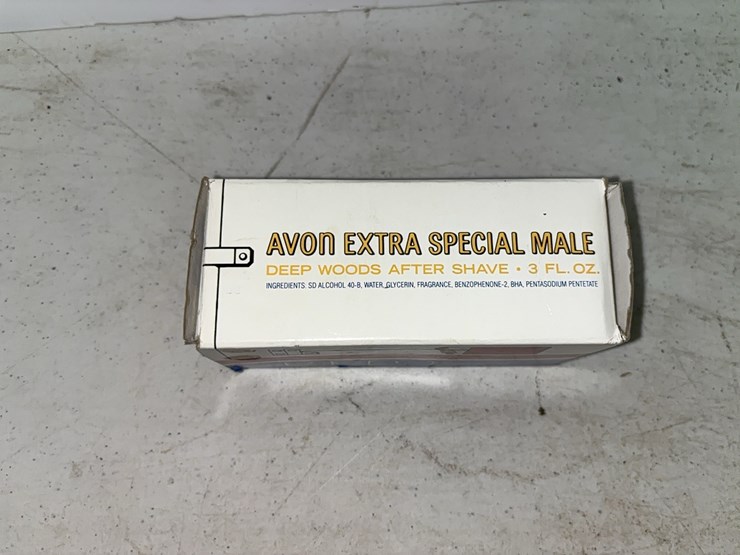 AVON EXTRA SPECIAL MALE
DEEP WOODS AFTER SHAVE • 3 FL. OZ.
INGREDIENTS: SD ALCOHOL 40-B, WATER, GLYCERIN, FRAGRANCE, BENZOPHENONE-2, BHA, PENTASODIUM PENTETATE